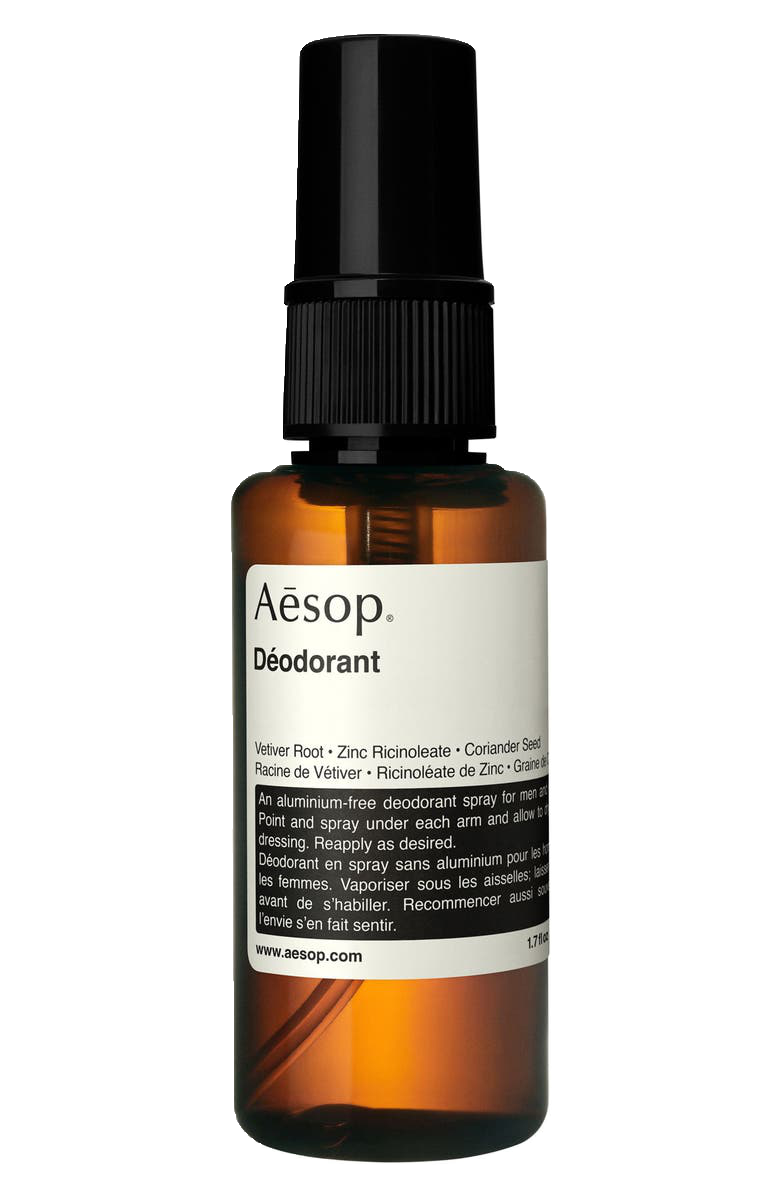 Aēsop®
Déodorant
Vetiver Root • Zinc Ricinoleate • Coriander Seed
Racine de Vétiver • Ricinoléate de Zinc • Graine de
An aluminium-free deodorant spray for men and
Point and spray under each arm and allow to
dressing. Reapply as desired.
Déodorant en spray sans aluminium pour les
les femmes. Vaporiser sous les aisselles;
avant de s'habiller. Recommencer aussi
l'envie s'en fait sentir.
www.aesop.com
1.7 fl oz